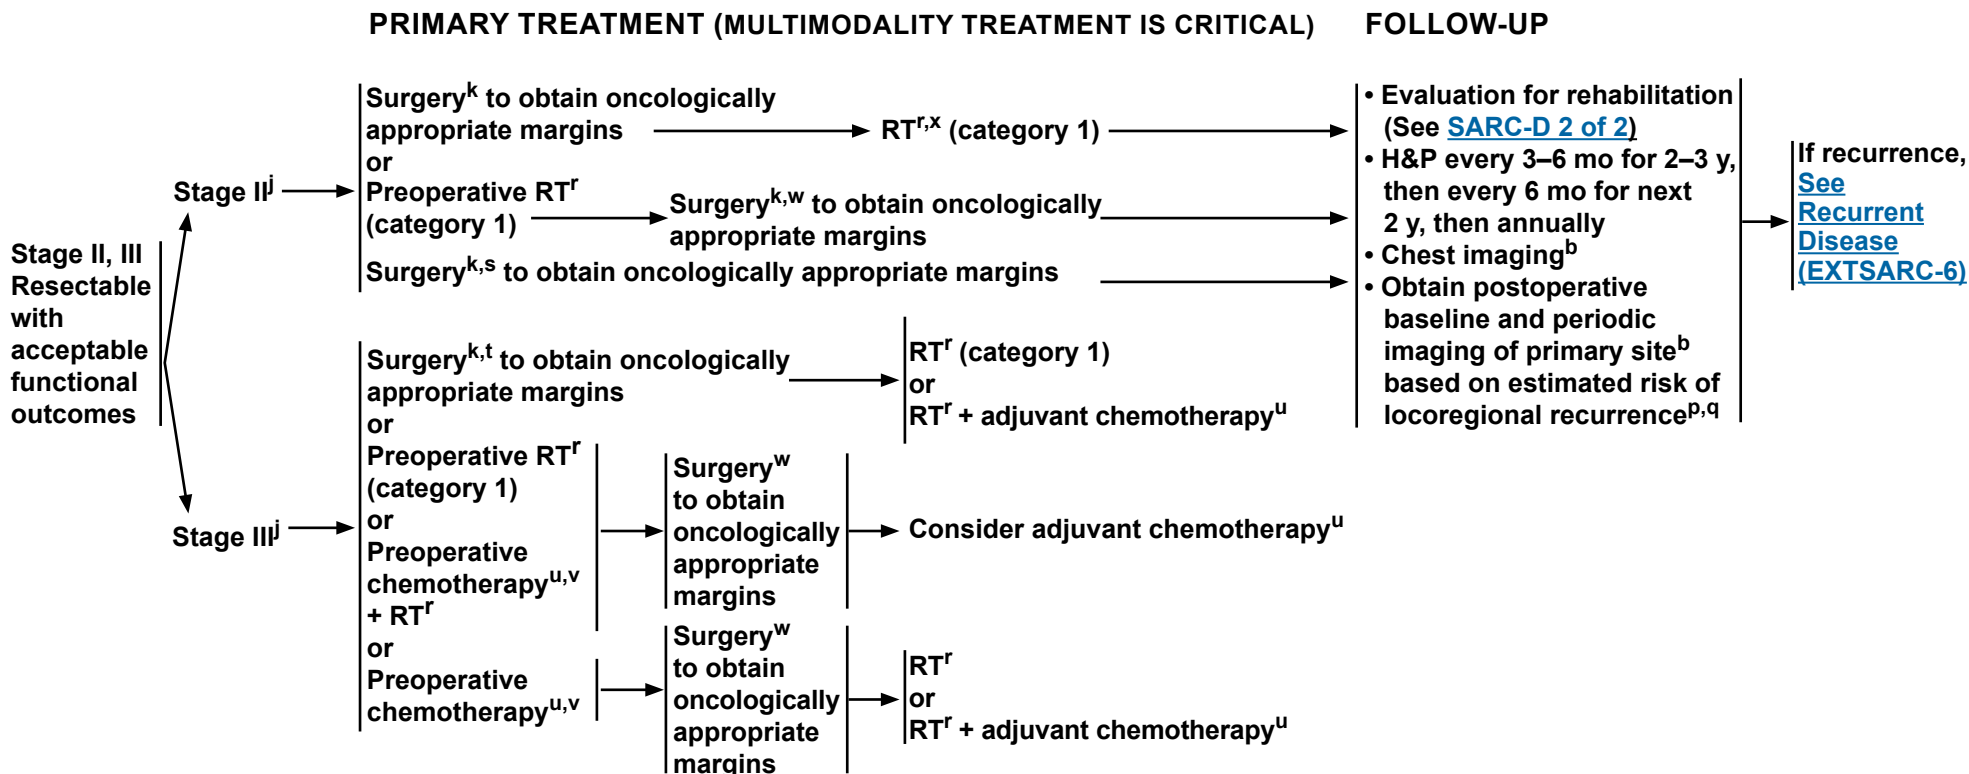 PRIMARY TREATMENT (MULTIMODALITY TREATMENT IS CRITICAL)
FOLLOW-UP
Stage II, III
Resectable
with
acceptable
functional
outcomes
Stage IIj
Surgeryk to obtain oncologically
appropriate margins
or
Preoperative RTr
(category 1)
RTr,x (category 1)
Surgeryk,w to obtain oncologically
appropriate margins
Surgeryk,s to obtain oncologically appropriate margins
Stage IIIj
Surgeryk,t to obtain oncologically
appropriate margins
or
Preoperative RTr
(category 1)
or
Preoperative
chemotherapyu,v
+ RTr
or
Preoperative
chemotherapyu,v
RTr (category 1)
or
RTr + adjuvant chemotherapyu
Surgeryw
to obtain
oncologically
appropriate
margins
Consider adjuvant chemotherapyu
Surgeryw
to obtain
oncologically
appropriate
margins
RTr
or
RTr + adjuvant chemotherapyu
• Evaluation for rehabilitation
(See SARC-D 2 of 2)
• H&P every 3–6 mo for 2–3 y,
then every 6 mo for next
2 y, then annually
• Chest imagingb
• Obtain postoperative
baseline and periodic
imaging of primary siteb
based on estimated risk of
locoregional recurrencep,q
If recurrence,
See
Recurrent
Disease
(EXTSARC-6)